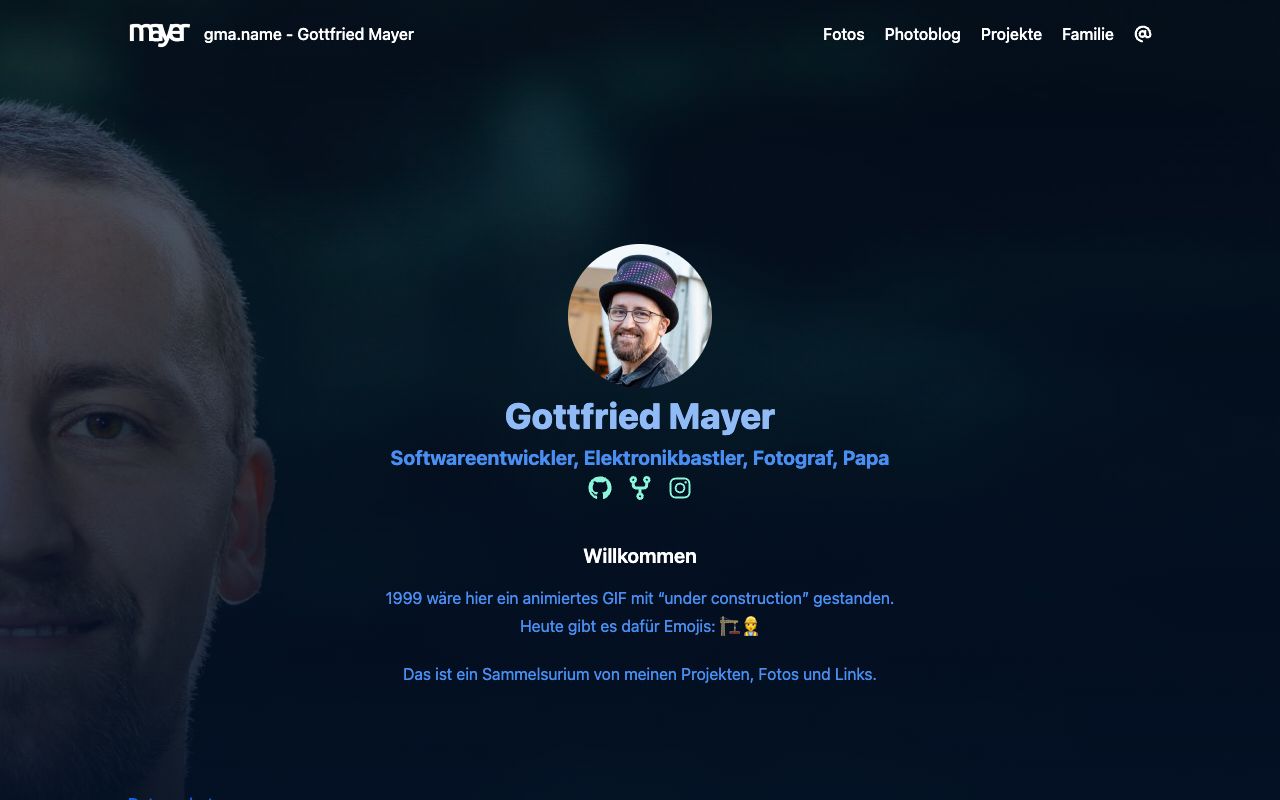 mayer gma.name - Gottfried Mayer Fotos Photoblog Projekte Familie @
Gottfried Mayer
Softwareentwickler, Elektronikbastler, Fotograf, Papa
Willkommen
1999 wäre hier ein animiertes GIF mit “under construction” gestanden.
Heute gibt es dafür Emojis: 🏗👷
Das ist ein Sammelsurium von meinen Projekten, Fotos und Links.